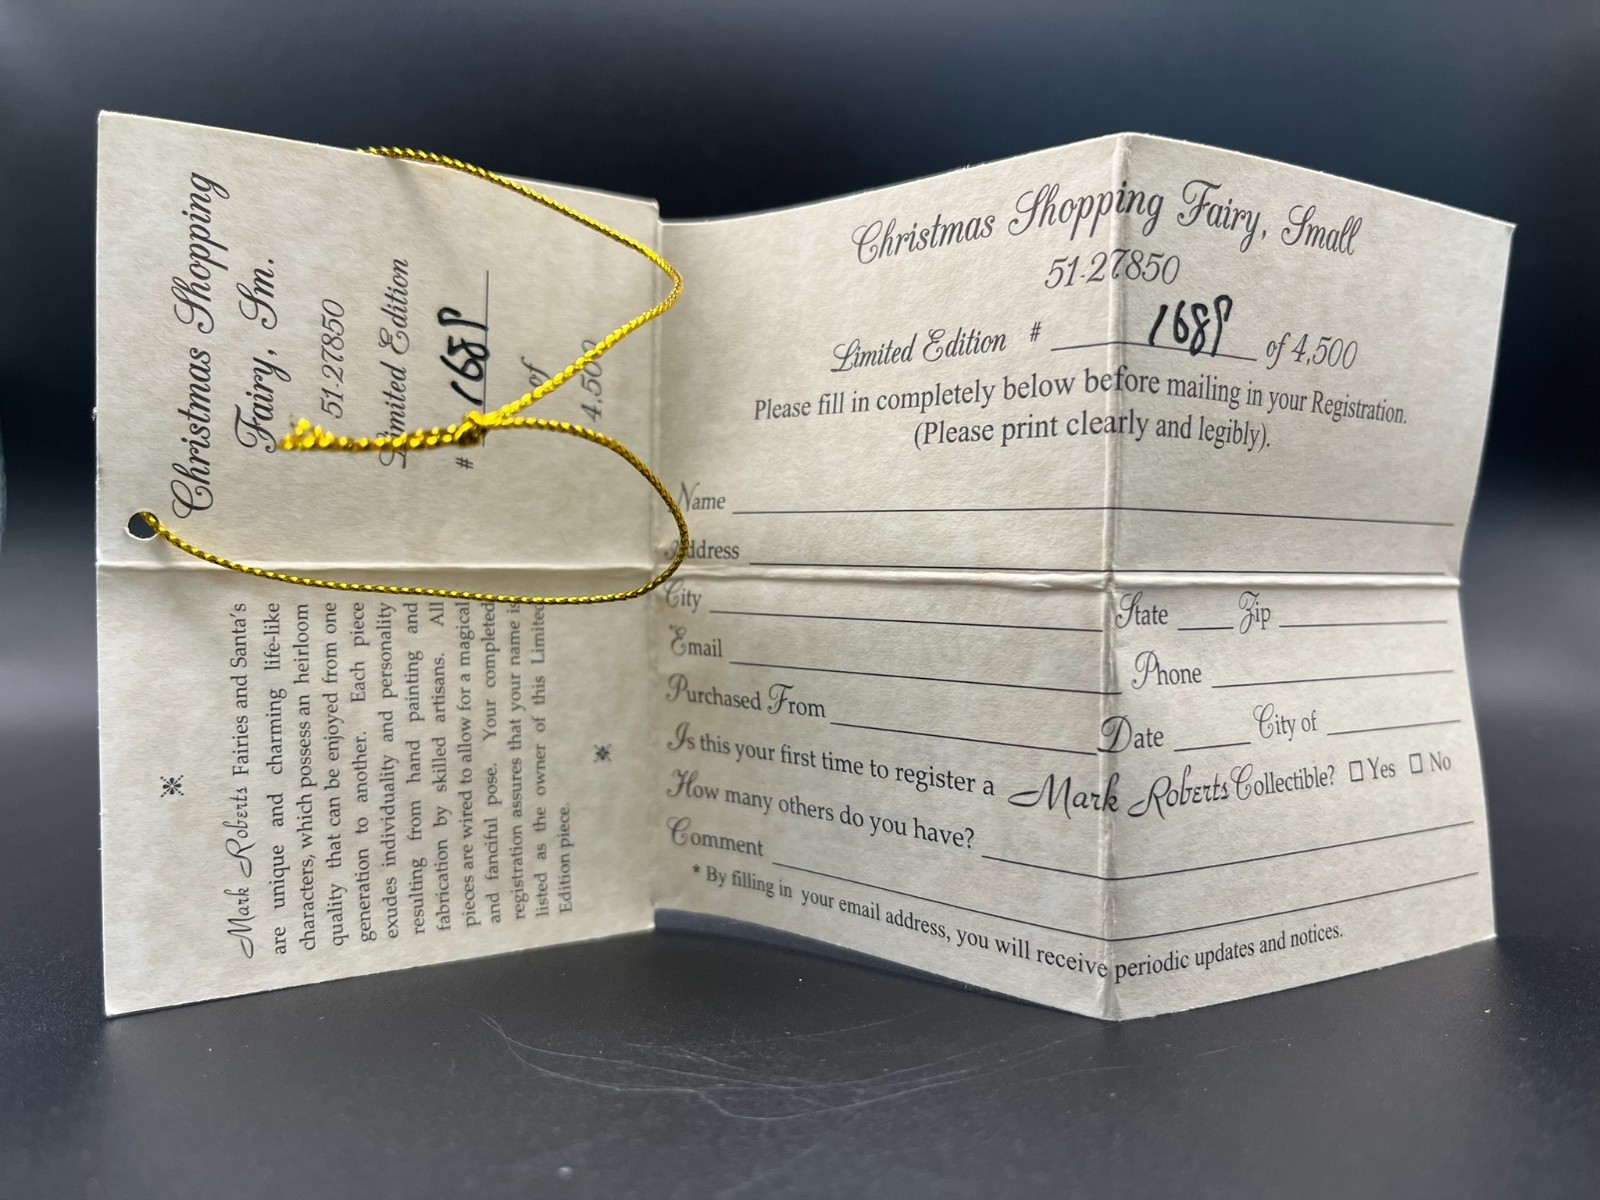 Christmas Shopping
Fairy, Sm.
51-27850
Limited Edition
# 1689
of
4,500
Mark Roberts Fairies and Santa's
are unique and charming life-like
characters, which possess an heirloom
quality that can be enjoyed from one
generation to another. Each piece
exudes individuality and personality
resulting from hand painting and
fabrication by skilled artisans. All
pieces are wired to allow for a magical
and fanciful pose. Your completed
registration assures that your name is
listed as the owner of this Limited
Edition piece.
Christmas Shopping Fairy, Small
51-27850
Limited Edition # 1689 of 4,500
Please fill in completely below before mailing in your Registration.
(Please print clearly and legibly).
Name
Address
City State Zip
*Email Phone
Purchased From Date City of
Is this your first time to register a Mark Roberts Collectible? ☐ Yes ☐ No
How many others do you have?
Comment
* By filling in your email address, you will receive periodic updates and notices.